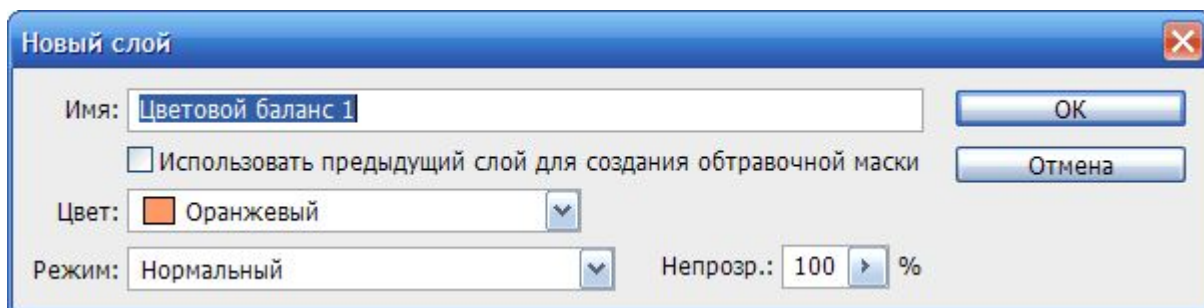 Новый слой
Имя: Цветовой баланс 1
OK
Использовать предыдущий слой для создания обтравочной маски
Отмена
Цвет: Оранжевый
Режим: Нормальный Непрозр.: 100 %